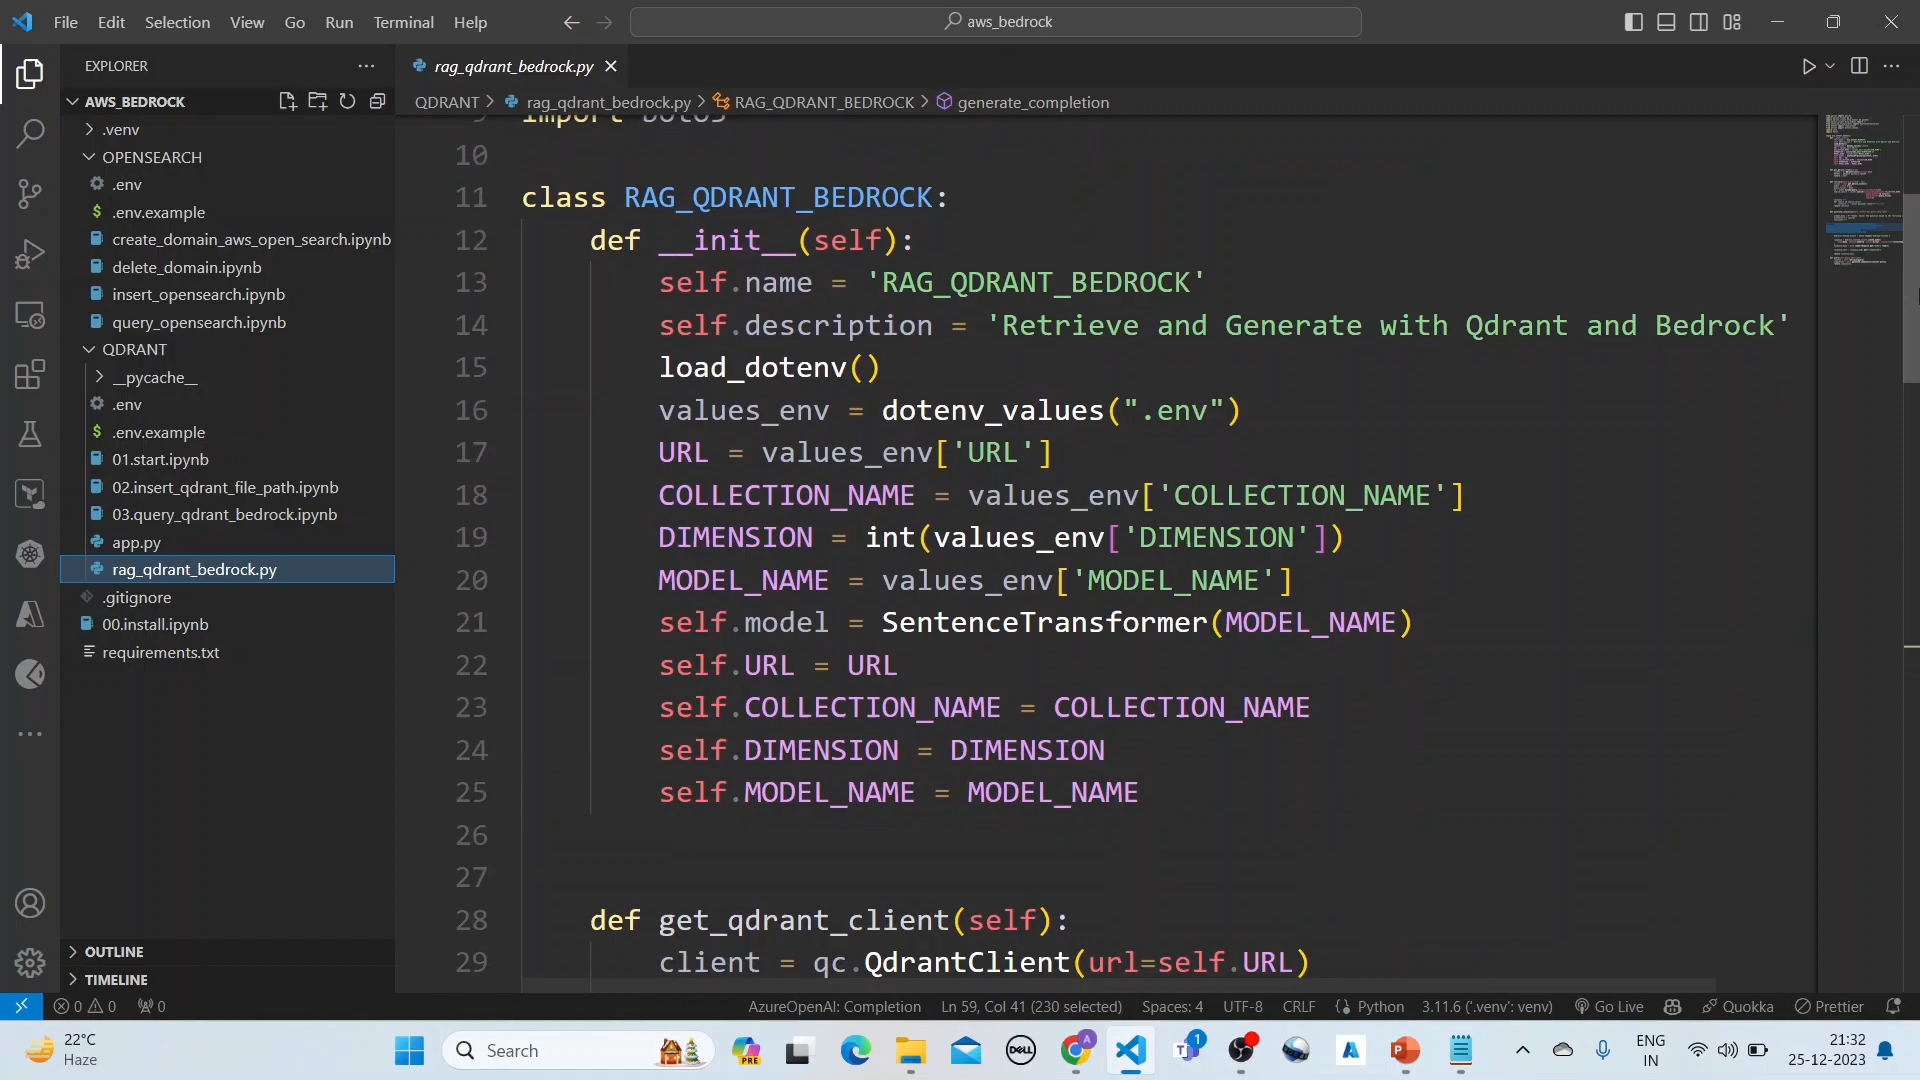 File Edit Selection View Go Run Terminal Help
aws_bedrock
EXPLORER
rag_qdrant_bedrock.py
AWS_BEDROCK
QDRANT > rag_qdrant_bedrock.py > RAG_QDRANT_BEDROCK > generate_completion
.venv
OPENSEARCH
.env
.env.example
create_domain_aws_open_search.ipynb
delete_domain.ipynb
insert_opensearch.ipynb
query_opensearch.ipynb
QDRANT
__pycache__
.env
.env.example
01.start.ipynb
02.insert_qdrant_file_path.ipynb
03.query_qdrant_bedrock.ipynb
app.py
rag_qdrant_bedrock.py
.gitignore
00.install.ipynb
requirements.txt
OUTLINE
TIMELINE
9 import boto3
10
11 class RAG_QDRANT_BEDROCK:
12 def __init__(self):
13 self.name = 'RAG_QDRANT_BEDROCK'
14 self.description = 'Retrieve and Generate with Qdrant and Bedrock'
15 load_dotenv()
16 values_env = dotenv_values(".env")
17 URL = values_env['URL']
18 COLLECTION_NAME = values_env['COLLECTION_NAME']
19 DIMENSION = int(values_env['DIMENSION'])
20 MODEL_NAME = values_env['MODEL_NAME']
21 self.model = SentenceTransformer(MODEL_NAME)
22 self.URL = URL
23 self.COLLECTION_NAME = COLLECTION_NAME
24 self.DIMENSION = DIMENSION
25 self.MODEL_NAME = MODEL_NAME
26
27
28 def get_qdrant_client(self):
29 client = qc.QdrantClient(url=self.URL)
0 0 0 AzureOpenAI: Completion Ln 59, Col 41 (230 selected) Spaces: 4 UTF-8 CRLF Python 3.11.6 ('.venv': venv) Go Live Quokka Prettier
22°C
Haze
Search
PRE
DELL
A
1
ENG
IN
21:32
25-12-2023